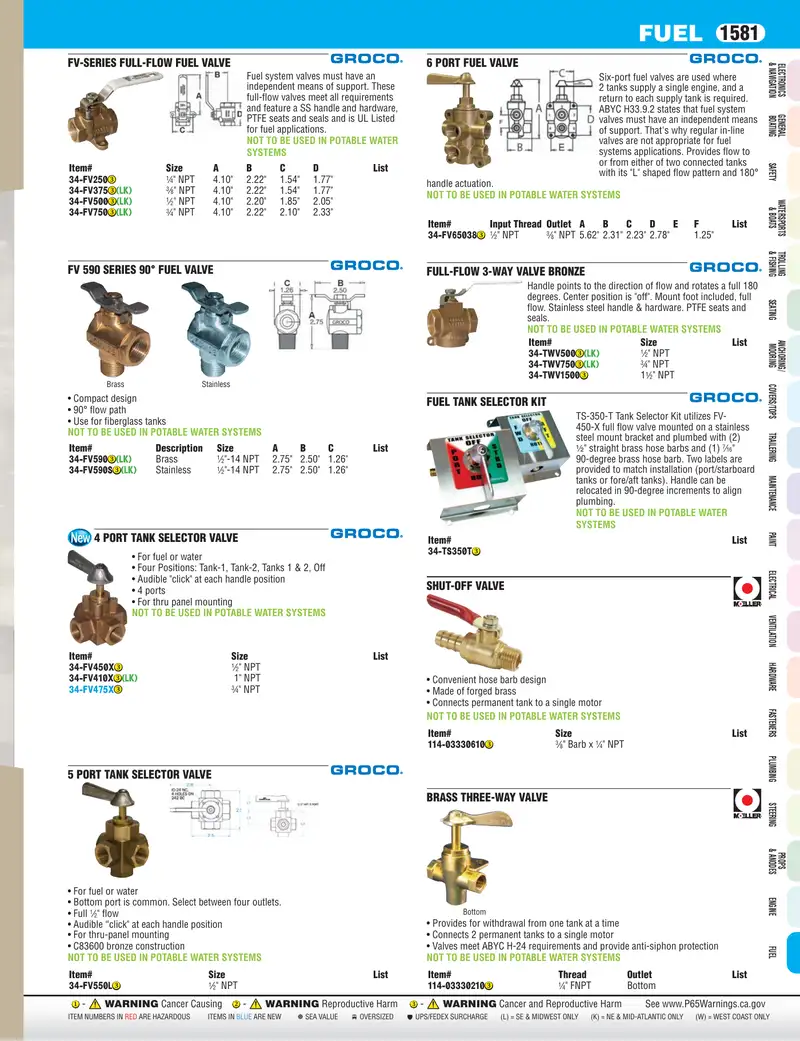 FUEL 1581
FV-SERIES FULL-FLOW FUEL VALVE
GROCO
Fuel system valves must have an
independent means of support. These
full-flow valves meet all requirements
and feature a SS handle and hardware,
PTFE seats and seals and is UL Listed
for fuel applications.
NOT TO BE USED IN POTABLE WATER
SYSTEMS
A
B
C
D
Item# Size A B C D List
34-FV250 3 ¼" NPT 4.10" 2.22" 1.54" 1.77"
34-FV375 3 (LK) ⅜" NPT 4.10" 2.22" 1.54" 1.77"
34-FV500 3 (LK) ½" NPT 4.10" 2.20" 1.85" 2.05"
34-FV750 3 (LK) ¾" NPT 4.10" 2.22" 2.10" 2.33"
FV 590 SERIES 90° FUEL VALVE
GROCO
C
1.26
B
2.50
A
2.75
GROCO
Brass Stainless
• Compact design
• 90° flow path
• Use for fiberglass tanks
NOT TO BE USED IN POTABLE WATER SYSTEMS
Item# Description Size A B C List
34-FV590 3 (LK) Brass ½"-14 NPT 2.75" 2.50" 1.26"
34-FV590S 3 (LK) Stainless ½"-14 NPT 2.75" 2.50" 1.26"
New 4 PORT TANK SELECTOR VALVE
GROCO
• For fuel or water
• Four Positions: Tank-1, Tank-2, Tanks 1 & 2, Off
• Audible "click" at each handle position
• 4 ports
• For thru panel mounting
NOT TO BE USED IN POTABLE WATER SYSTEMS
Item# Size List
34-FV450X 3 ½" NPT
34-FV410X 3 (LK) 1" NPT
34-FV475X 3 ¾" NPT
5 PORT TANK SELECTOR VALVE
GROCO
• For fuel or water
• Bottom port is common. Select between four outlets.
• Full ½" flow
• Audible "click" at each handle position
• For thru-panel mounting
• C83600 bronze construction
NOT TO BE USED IN POTABLE WATER SYSTEMS
Item# Size List
34-FV550L 3 ½" NPT
6 PORT FUEL VALVE
GROCO
A
B
C
D
E
F
Six-port fuel valves are used where
2 tanks supply a single engine, and a
return to each supply tank is required.
ABYC H33.9.2 states that fuel system
valves must have an independent means
of support. That's why regular in-line
valves are not appropriate for fuel
systems applications. Provides flow to
or from either of two connected tanks
with its "L" shaped flow pattern and 180°
handle actuation.
NOT TO BE USED IN POTABLE WATER SYSTEMS
Item# Input Thread Outlet A B C D E F List
34-FV65038 3 ½" NPT ⅜" NPT 5.62" 2.31" 2.23" 2.78" 1.25"
FULL-FLOW 3-WAY VALVE BRONZE
GROCO
Handle points to the direction of flow and rotates a full 180
degrees. Center position is "off". Mount foot included, full
flow. Stainless steel handle & hardware. PTFE seats and
seals.
NOT TO BE USED IN POTABLE WATER SYSTEMS
Item# Size List
34-TWV500 3 (LK) ½" NPT
34-TWV750 3 (LK) ¾" NPT
34-TWV1500 3 1½" NPT
FUEL TANK SELECTOR KIT
GROCO
TANK SELECTOR
OFF
PORT
STBD
TANK SELECTOR
TS-350-T Tank Selector Kit utilizes FV-
450-X full flow valve mounted on a stainless
steel mount bracket and plumbed with (2)
½" straight brass hose barbs and (1) 7⁄16"
90-degree brass hose barb. Two labels are
provided to match installation (port/starboard
tanks or fore/aft tanks). Handle can be
relocated in 90-degree increments to align
plumbing.
NOT TO BE USED IN POTABLE WATER
SYSTEMS
Item# List
34-TS350T 3
SHUT-OFF VALVE
MOELLER
• Convenient hose barb design
• Made of forged brass
• Connects permanent tank to a single motor
NOT TO BE USED IN POTABLE WATER SYSTEMS
Item# Size List
114-03330610 3 ⅜" Barb x ¼" NPT
BRASS THREE-WAY VALVE
MOELLER
Bottom
• Provides for withdrawal from one tank at a time
• Connects 2 permanent tanks to a single motor
• Valves meet ABYC H-24 requirements and provide anti-siphon protection
NOT TO BE USED IN POTABLE WATER SYSTEMS
Item# Thread Outlet List
114-03330210 3 ¼" FNPT Bottom
ELECTRONICS
& NAVIGATION
GENERAL
BOATING
SAFETY
WATERSPORTS
& BOATS
TROLLING
& FISHING
SEATING
ANCHORING/
MOORING
COVERS/TOPS
TRAILERING
MAINTENANCE
PAINT
ELECTRICAL
VENTILATION
HARDWARE
FASTENERS
PLUMBING
STEERING
PROPS
& ANODES
ENGINE
FUEL
1 - WARNING Cancer Causing 2 - WARNING Reproductive Harm 3 - WARNING Cancer and Reproductive Harm See www.P65Warnings.ca.gov
ITEM NUMBERS IN RED ARE HAZARDOUS ITEMS IN BLUE ARE NEW SEA VALUE OVERSIZED UPS/FEDEX SURCHARGE (L) = SE & MIDWEST ONLY (K) = NE & MID-ATLANTIC ONLY (W) = WEST COAST ONLY